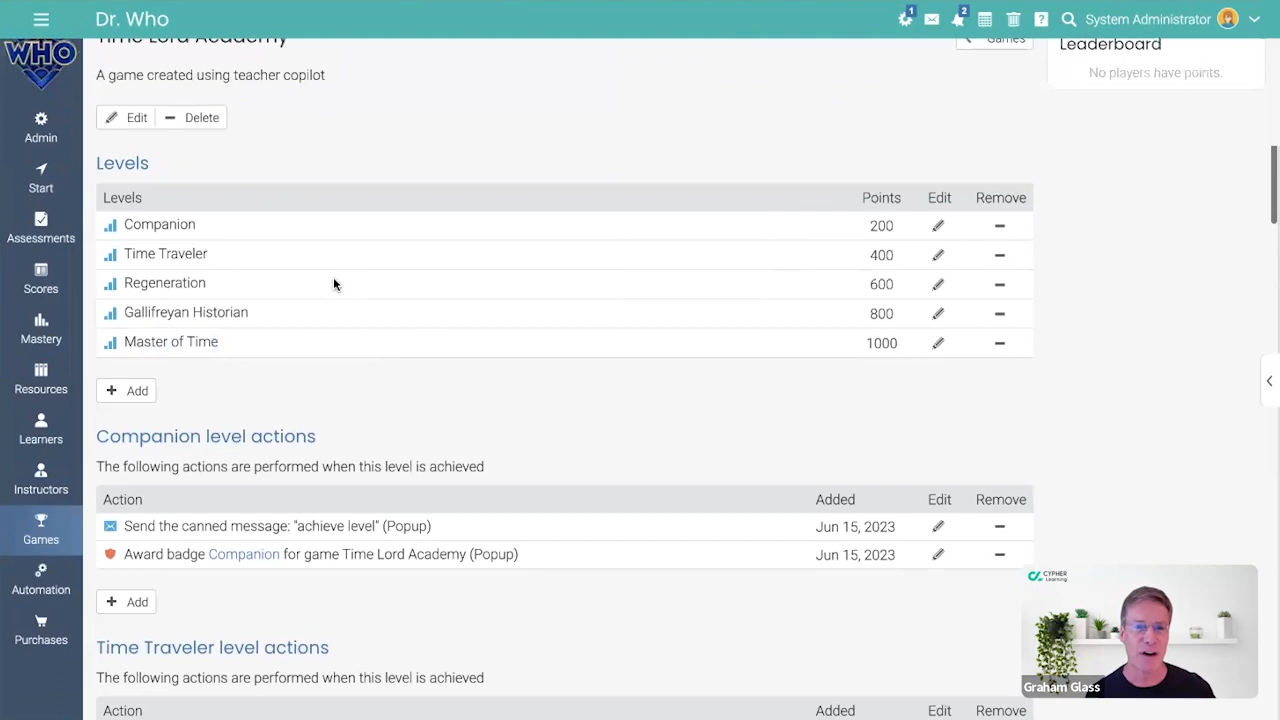 Dr. Who
1
2
System Administrator
WHO
Admin
Start
Assessments
Scores
Mastery
Resources
Learners
Instructors
Games
Automation
Purchases
Time Lord Academy
Games
A game created using teacher copilot
Edit
Delete
Leaderboard
No players have points.
Levels
Levels Points Edit Remove
Companion 200
Time Traveler 400
Regeneration 600
Gallifreyan Historian 800
Master of Time 1000
Add
Companion level actions
The following actions are performed when this level is achieved
Action Added Edit Remove
Send the canned message: "achieve level" (Popup) Jun 15, 2023
Award badge Companion for game Time Lord Academy (Popup) Jun 15, 2023
Add
Time Traveler level actions
The following actions are performed when this level is achieved
Action Added Edit Remove
CYPHER
Learning
Graham Glass